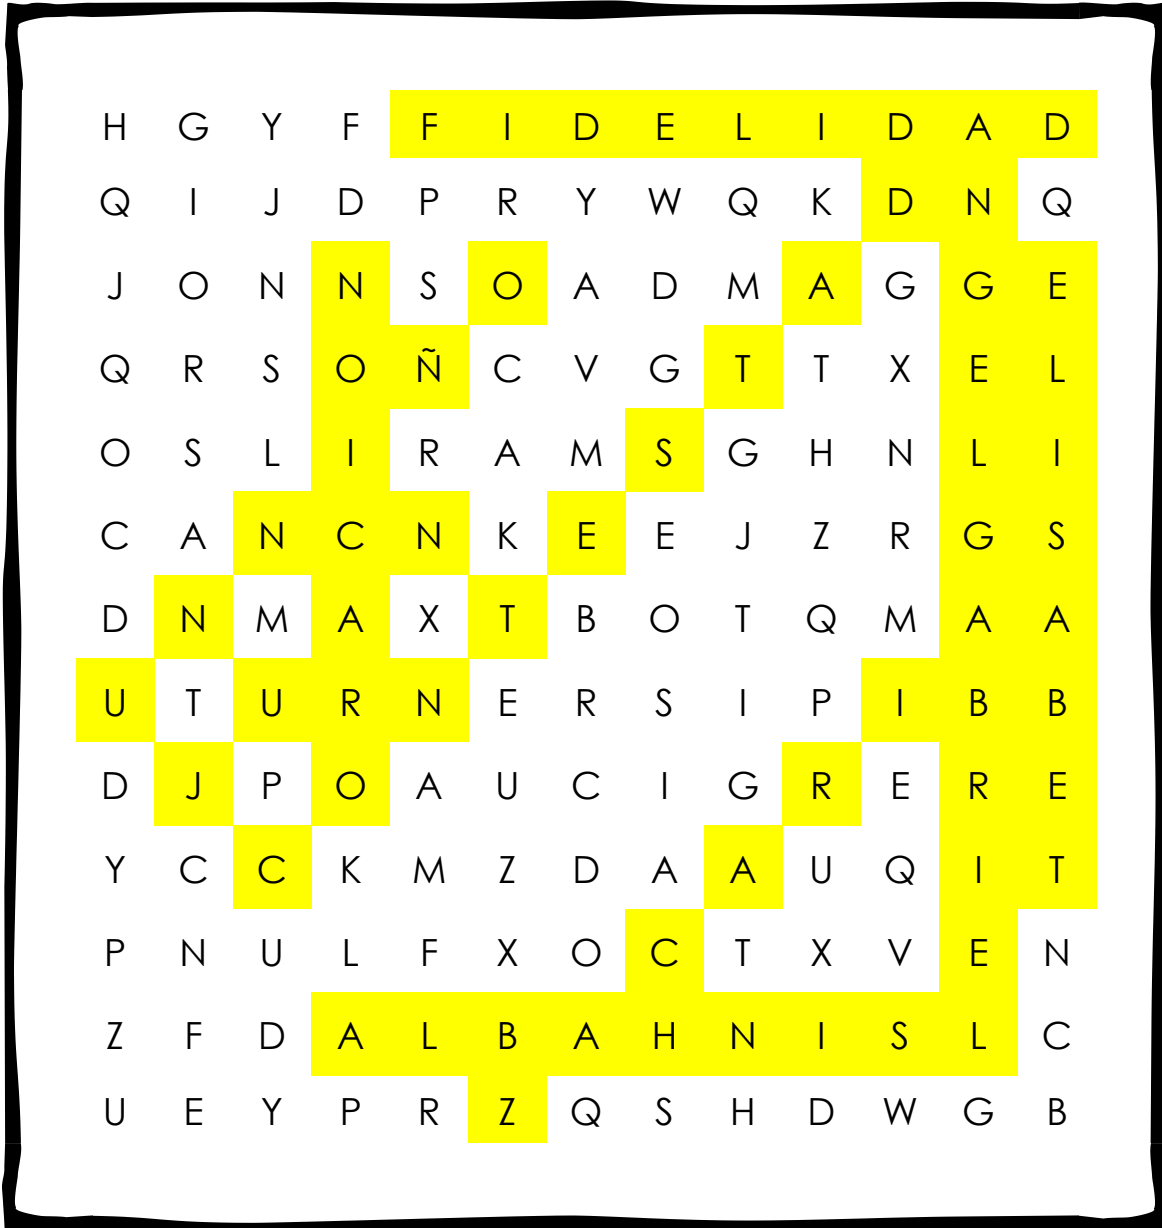 H G Y F F I D E L I D A D
Q I J D P R Y W Q K D N Q
J O N N S O A D M A G G E
Q R S O Ñ C V G T T X E L
O S L I R A M S G H N L I
C A N C N K E E J Z R G S
D N M A X T B O T Q M A A
U T U R N E R S I P I B B
D J P O A U C I G R E R E
Y C C K M Z D A A U Q I T
P N U L F X O C T X V E N
Z F D A L B A H N I S L C
U E Y P R Z Q S H D W G B